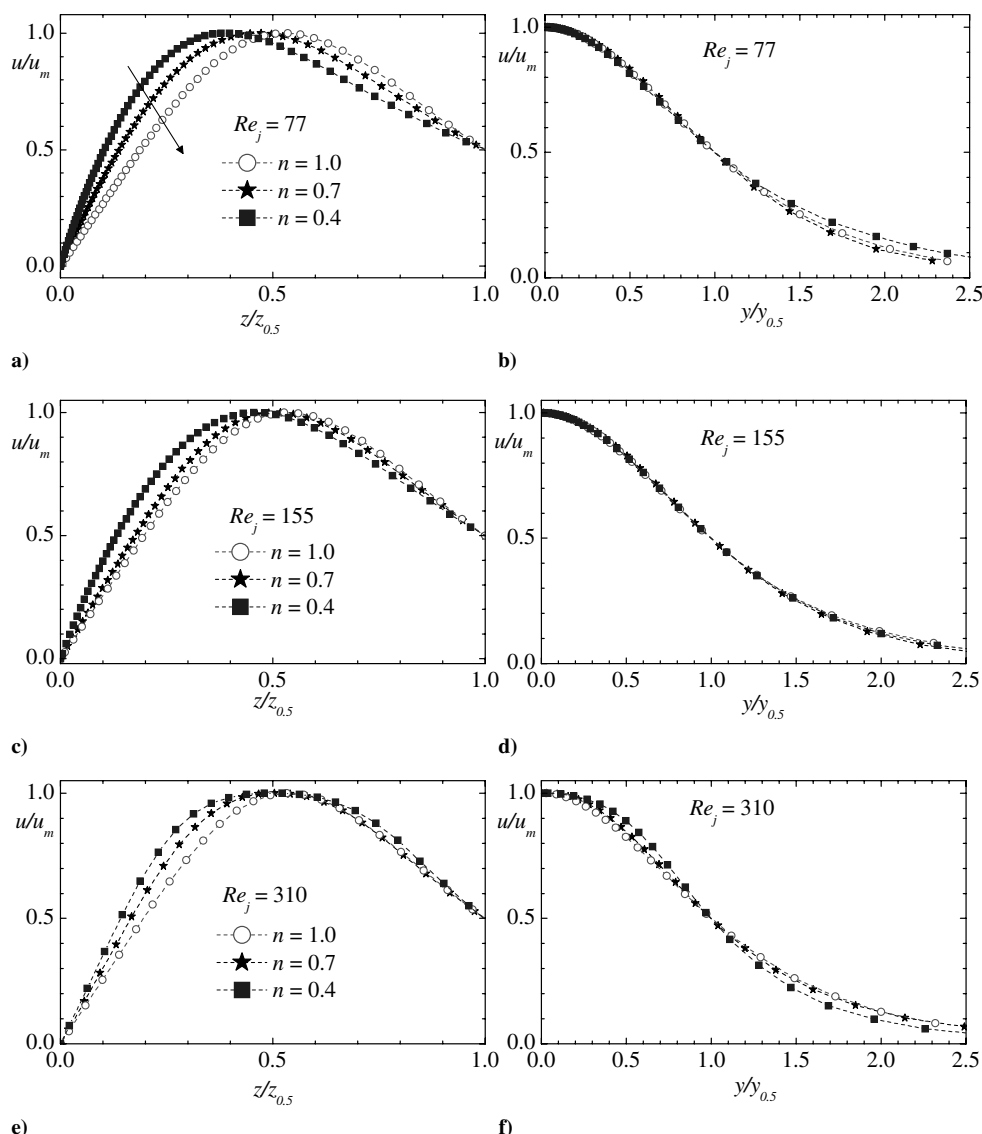 u/u_m
1.0
0.5
0.0
Re_j = 77
n = 1.0
n = 0.7
n = 0.4
0.0 0.5 1.0
z/z_0.5
a)
u/u_m
1.0
0.5
0.0
Re_j = 77
0.0 0.5 1.0 1.5 2.0 2.5
y/y_0.5
b)
u/u_m
1.0
0.5
0.0
Re_j = 155
n = 1.0
n = 0.7
n = 0.4
0.0 0.5 1.0
z/z_0.5
c)
u/u_m
1.0
0.5
0.0
Re_j = 155
0.0 0.5 1.0 1.5 2.0 2.5
y/y_0.5
d)
u/u_m
1.0
0.5
0.0
Re_j = 310
n = 1.0
n = 0.7
n = 0.4
0.0 0.5 1.0
z/z_0.5
e)
u/u_m
1.0
0.5
0.0
Re_j = 310
0.0 0.5 1.0 1.5 2.0 2.5
y/y_0.5
f)